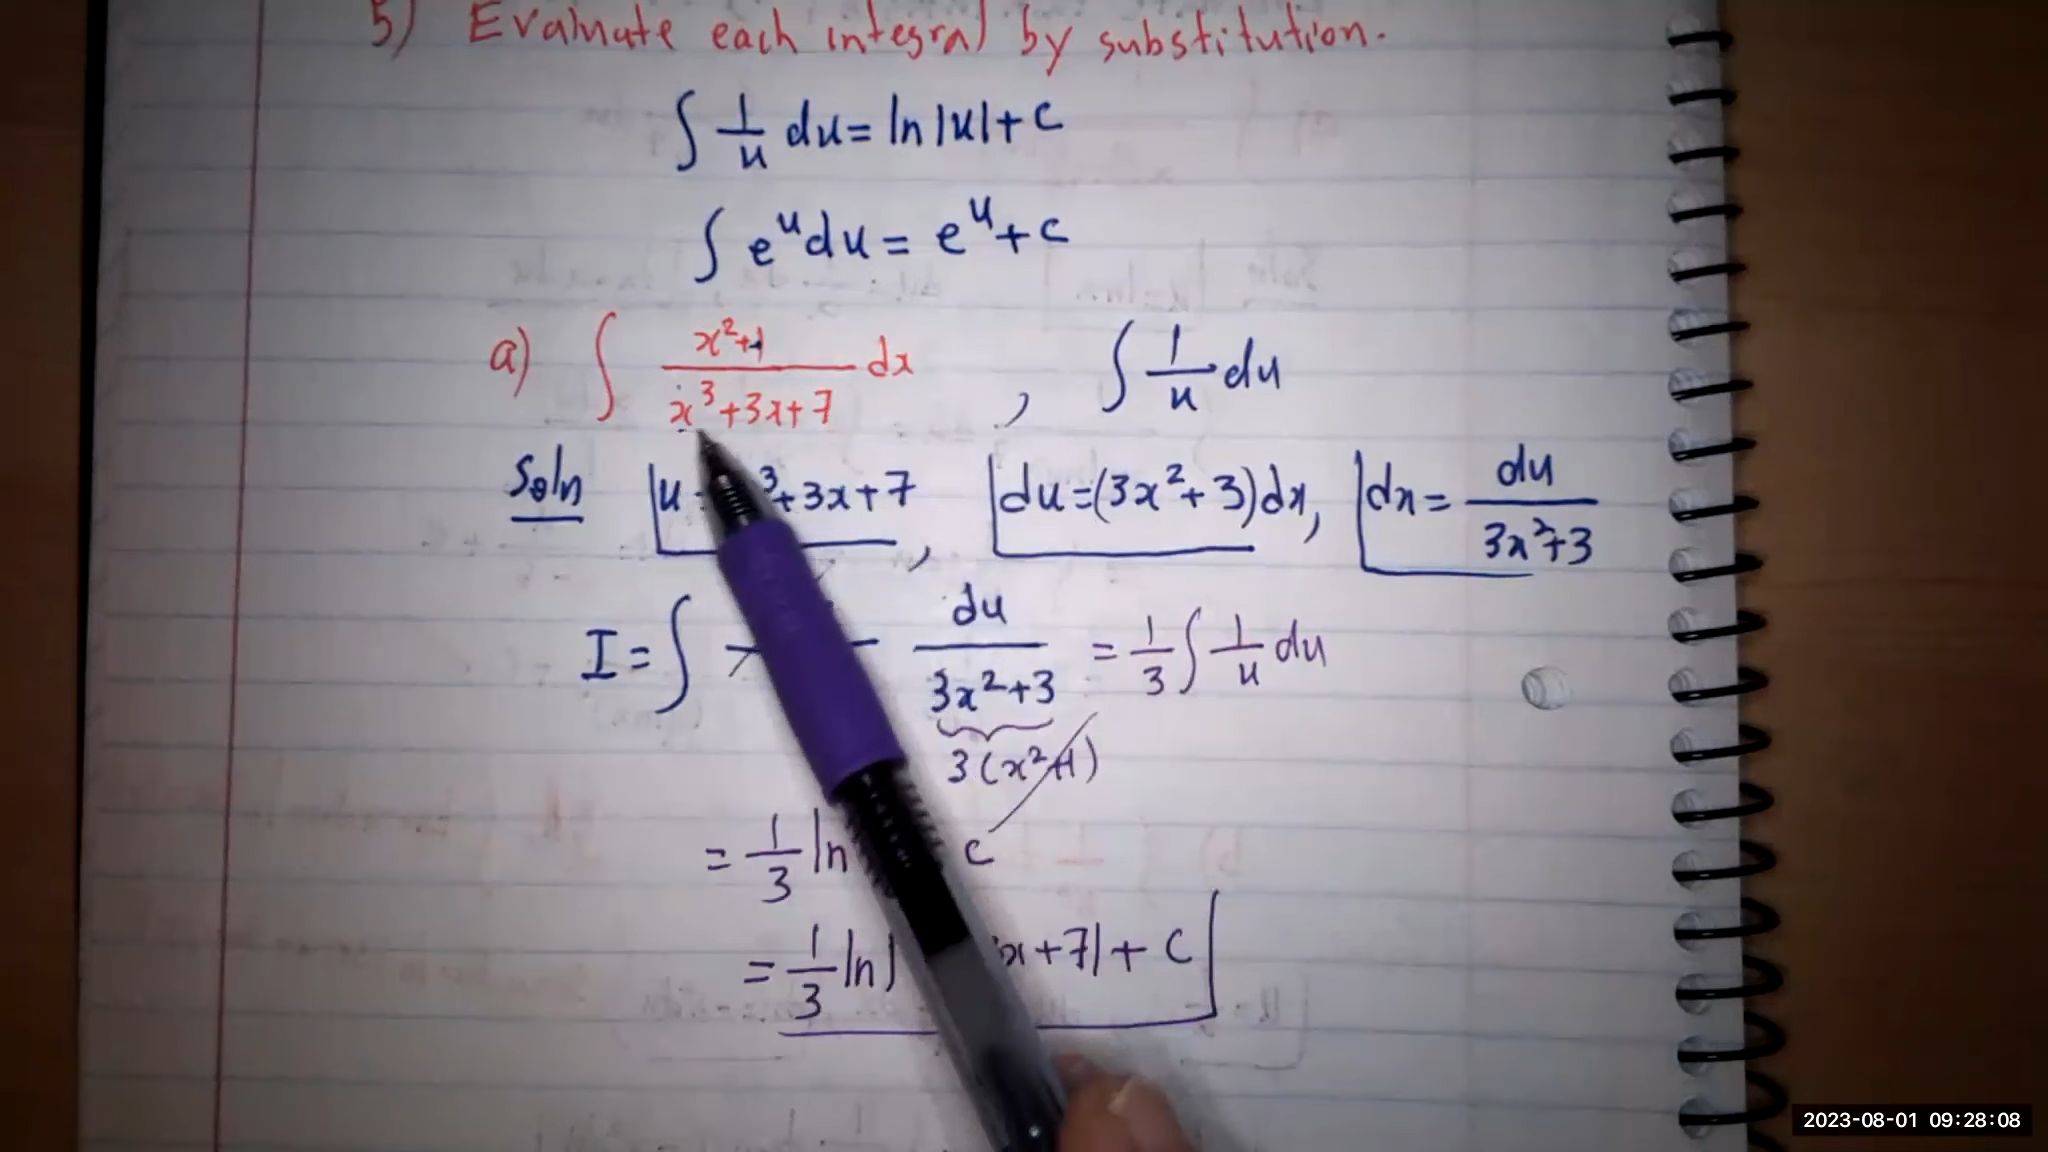 5) Evaluate each integral by substitution.
∫ 1/u du = ln |u| + c
∫ e^u du = e^u + c
a) ∫ (x²+1)/(x³+3x+7) dx , ∫ 1/u du
Soln u ³+3x+7 , du=(3x²+3)dx, dx = du/(3x²+3)
I = ∫ du/(3x²+3) = 1/3 ∫ 1/u du
3(x²+1)
= 1/3 ln c
= 1/3 ln| x+7| + C
2023-08-01 09:28:08